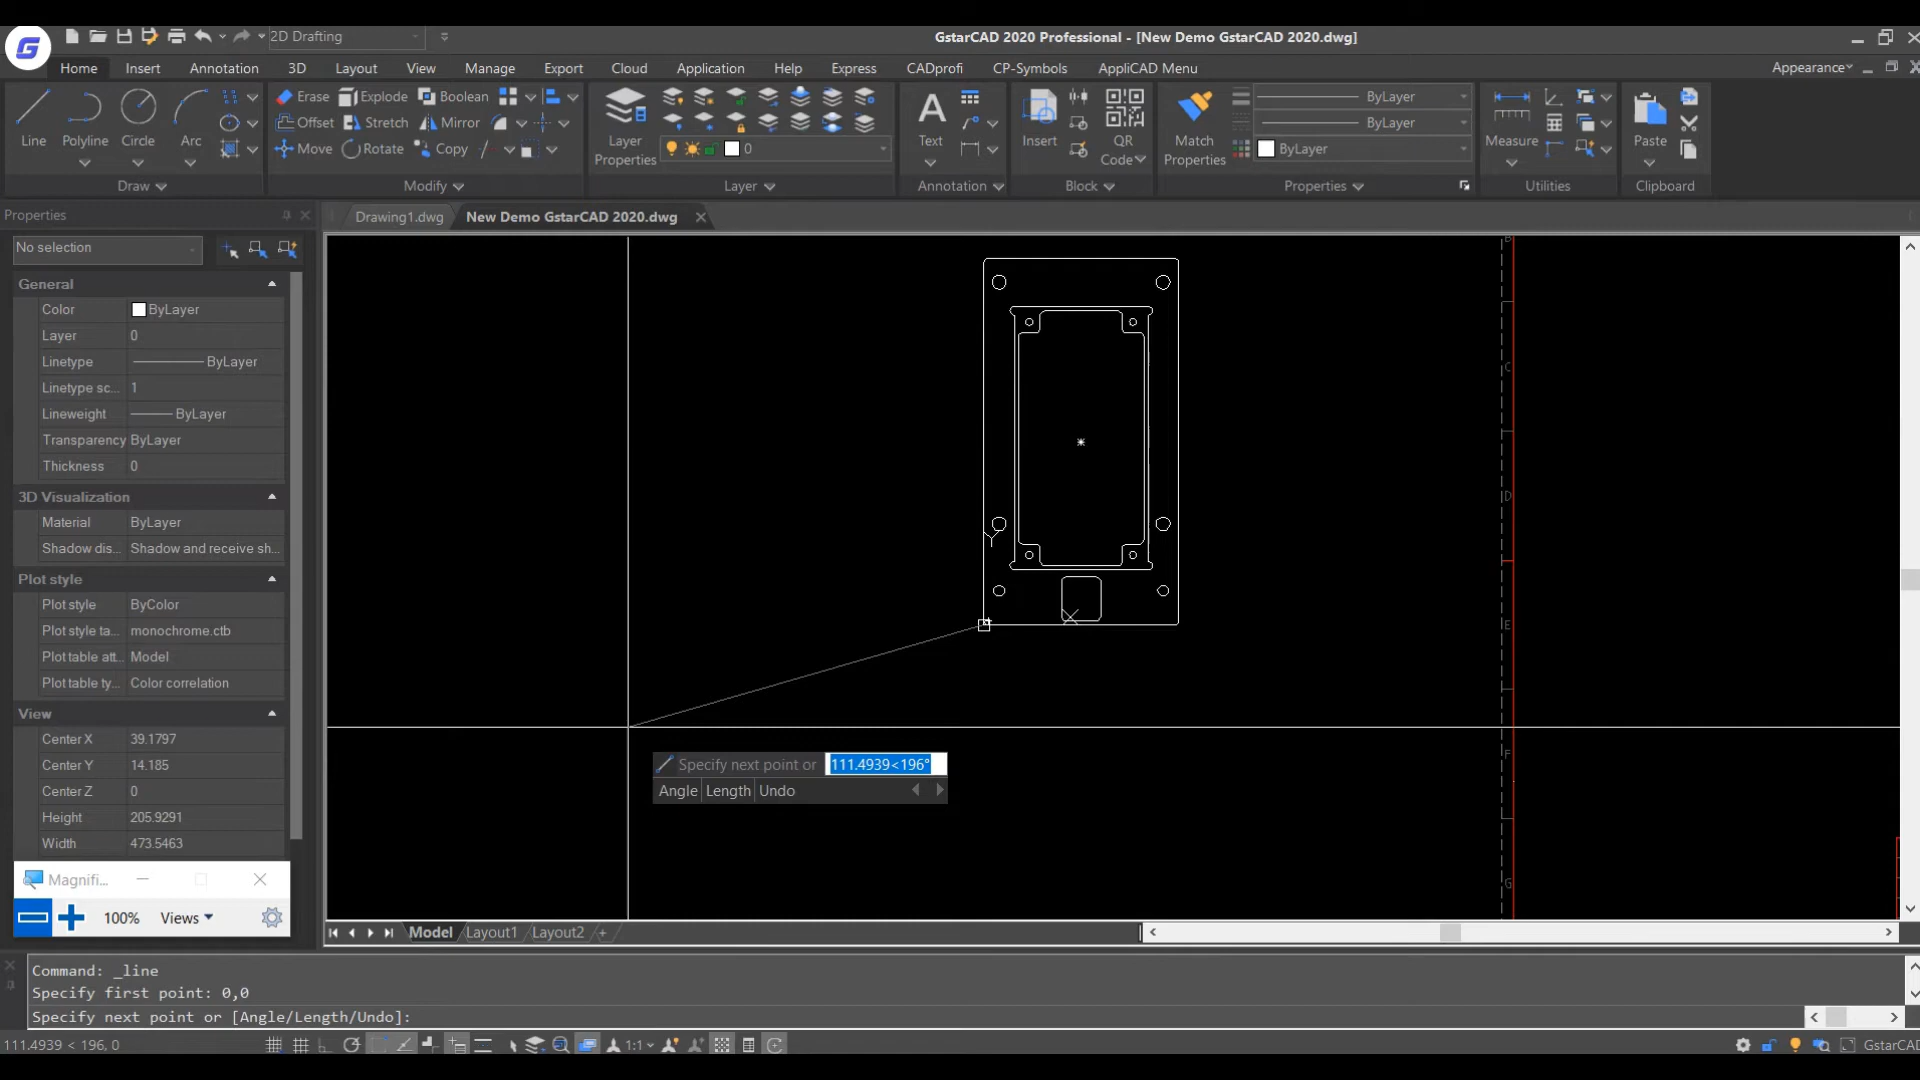 2D Drafting
GstarCAD 2020 Professional - [New Demo GstarCAD 2020.dwg]
Home Insert Annotation 3D Layout View Manage Export Cloud Application Help Express CADprofi CP-Symbols AppliCAD Menu Appearance
Line Polyline Circle Arc
Draw
Erase Explode Boolean
Offset Stretch Mirror
Move Rotate Copy
Modify
Layer Properties
0
Layer
Text
Annotation
Insert
QR Code
Block
Match Properties
ByLayer
ByLayer
ByLayer
Properties
Measure
Utilities
Paste
Clipboard
Properties
Drawing1.dwg New Demo GstarCAD 2020.dwg
No selection
General
Color ByLayer
Layer 0
Linetype ByLayer
Linetype sc... 1
Lineweight ByLayer
Transparency ByLayer
Thickness 0
3D Visualization
Material ByLayer
Shadow dis... Shadow and receive sh...
Plot style
Plot style ByColor
Plot style ta... monochrome.ctb
Plot table att... Model
Plot table ty... Color correlation
View
Center X 39.1797
Center Y 14.185
Center Z 0
Height 205.9291
Width 473.5463
Magnifi...
100% Views
B
C
D
E
F
G
Y
X
Specify next point or 111.4939<196°
Angle Length Undo
Model Layout1 Layout2 +
Command: _line
Specify first point: 0,0
Specify next point or [Angle/Length/Undo]:
111.4939 < 196, 0
1:1
GstarCAD